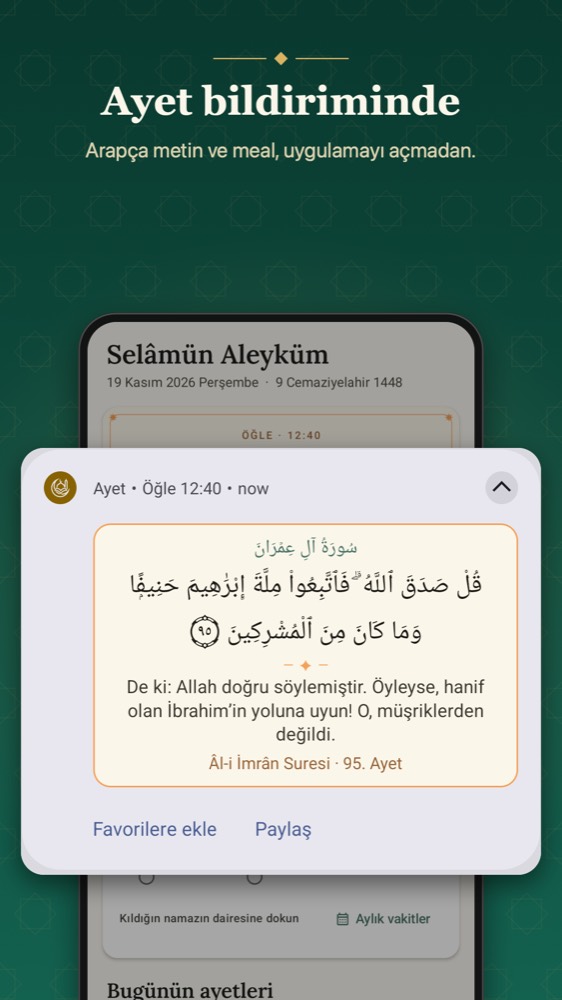 Ayet bildiriminde
Arapça metin ve meal, uygulamayı açmadan.
Selâmün Aleyküm
19 Kasım 2026 Perşembe · 9 Cemaziyelahir 1448
ÖĞLE · 12:40
Ayet • Öğle 12:40 • now
سُورَةُ آلِ عِمْرَانَ
قُلْ صَدَقَ ٱللَّهُ ۗ فَٱتَّبِعُوا۟ مِلَّةَ إِبْرَٰهِيمَ حَنِيفًۭا
وَمَا كَانَ مِنَ ٱلْمُشْرِكِينَ ٩٥
De ki: Allah doğru söylemiştir. Öyleyse, hanif
olan İbrahim’in yoluna uyun! O, müşriklerden
değildi.
Âl-i İmrân Suresi · 95. Ayet
Favorilere ekle Paylaş
Kıldığın namazın dairesine dokun Aylık vakitler
Bugünün ayetleri